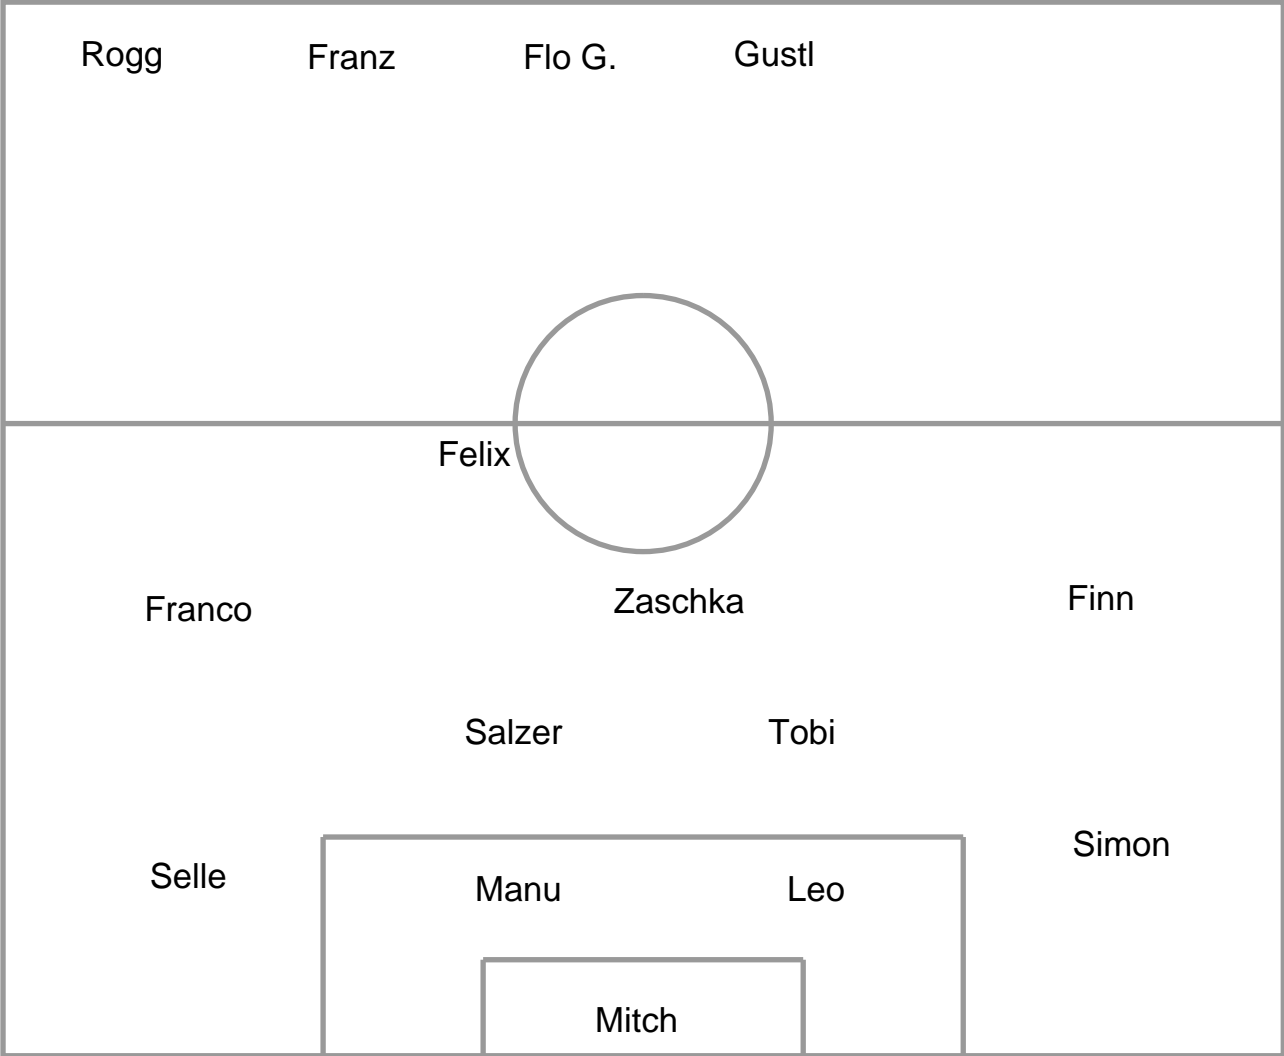 Rogg Franz Flo G. Gustl
Felix
Franco Zaschka Finn
Salzer Tobi
Selle Manu Leo Simon
Mitch